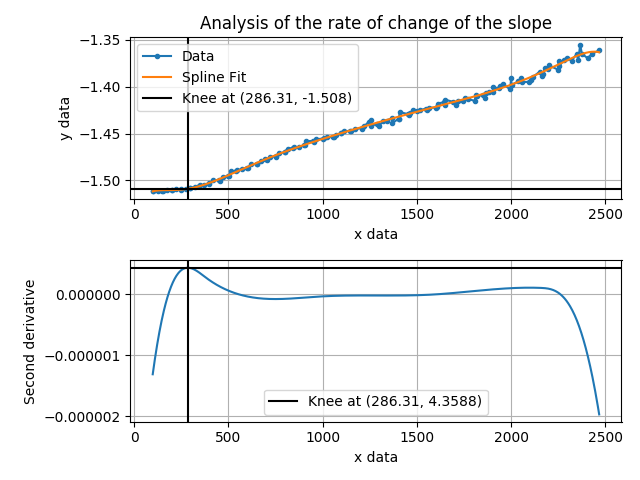 Analysis of the rate of change of the slope
−1.35
−1.40
−1.45
−1.50
y data
Data
Spline Fit
Knee at (286.31, -1.508)
0 500 1000 1500 2000 2500
x data
0.000000
−0.000001
−0.000002
Second derivative
Knee at (286.31, 4.3588)
0 500 1000 1500 2000 2500
x data